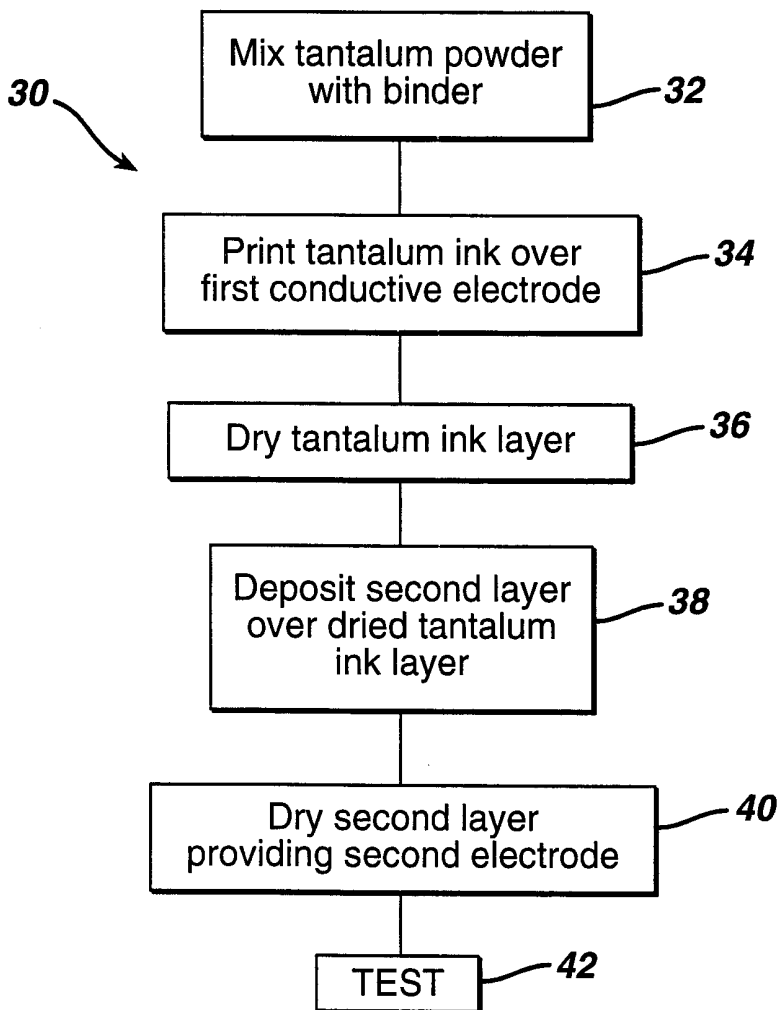 Mix tantalum powder
with binder
32
30
Print tantalum ink over
first conductive electrode
34
Dry tantalum ink layer
36
Deposit second layer
over dried tantalum
ink layer
38
Dry second layer
providing second electrode
40
TEST
42